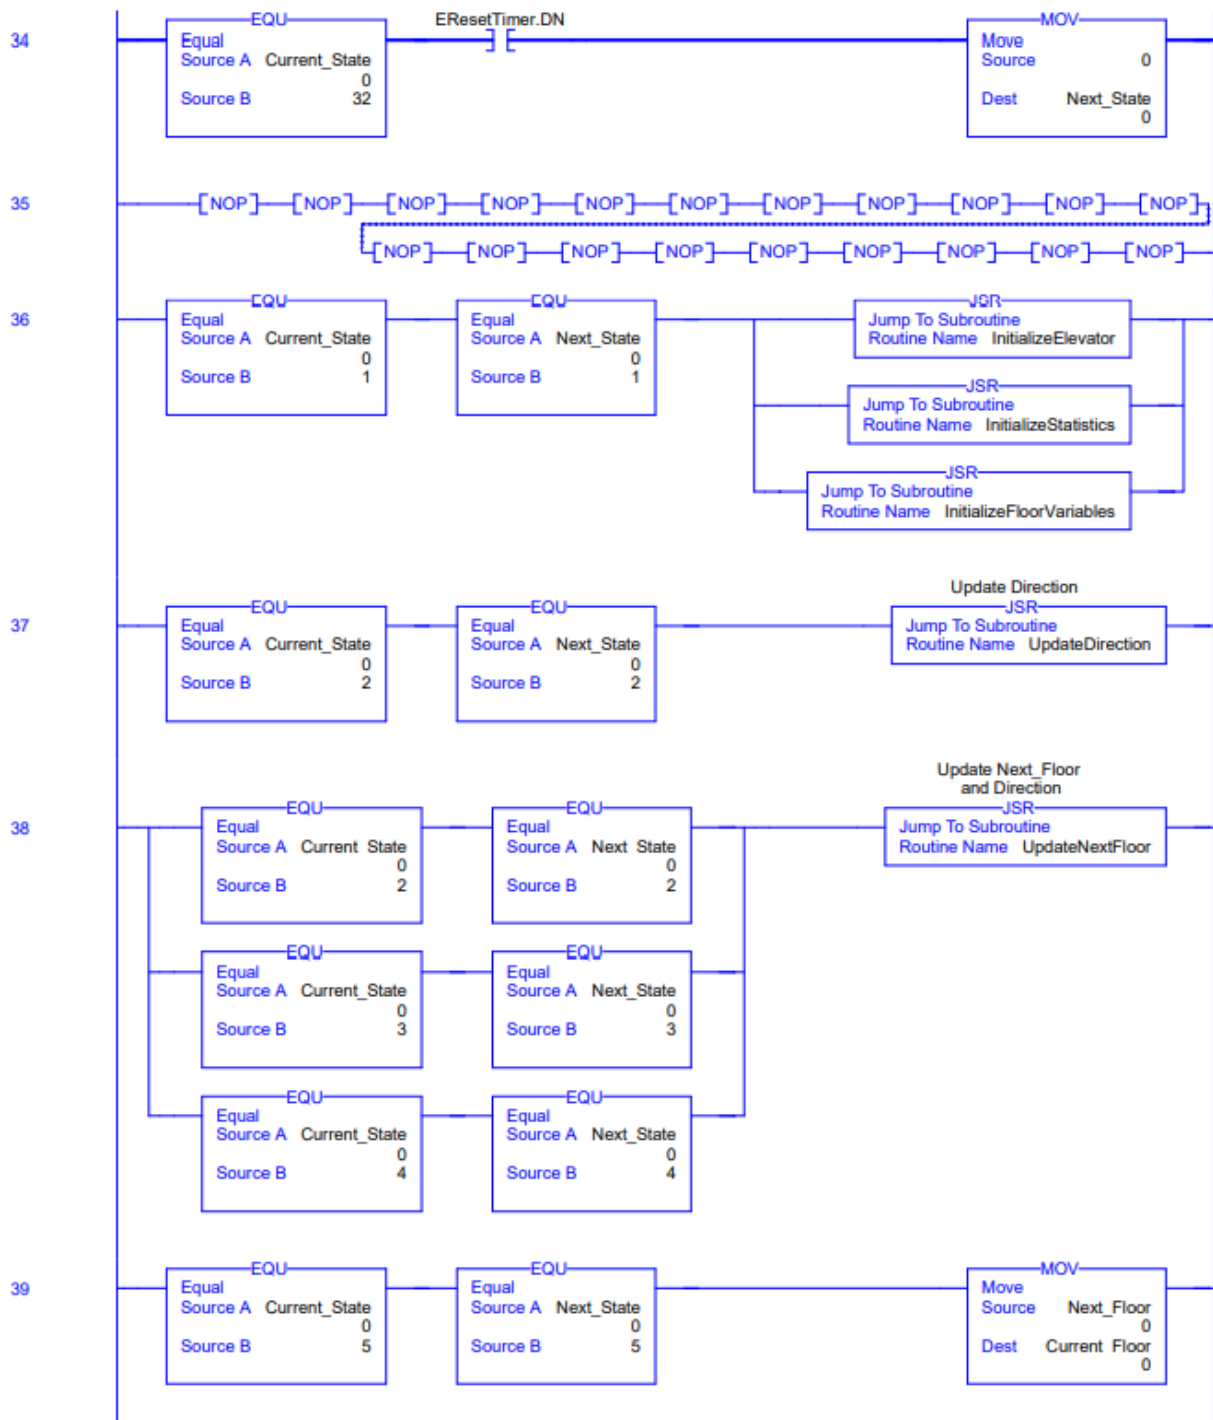 34
EQU
Equal
Source A Current_State
0
Source B 32
EResetTimer.DN
MOV
Move
Source 0
Dest Next_State
0
35
NOP NOP NOP NOP NOP NOP NOP NOP NOP NOP NOP
NOP NOP NOP NOP NOP NOP NOP NOP NOP
36
EQU
Equal
Source A Current_State
0
Source B 1
EQU
Equal
Source A Next_State
0
Source B 1
JSR
Jump To Subroutine
Routine Name InitializeElevator
JSR
Jump To Subroutine
Routine Name InitializeStatistics
JSR
Jump To Subroutine
Routine Name InitializeFloorVariables
37
EQU
Equal
Source A Current_State
0
Source B 2
EQU
Equal
Source A Next_State
0
Source B 2
Update Direction
JSR
Jump To Subroutine
Routine Name UpdateDirection
38
EQU
Equal
Source A Current State
0
Source B 2
EQU
Equal
Source A Next State
0
Source B 2
Update Next_Floor
and Direction
JSR
Jump To Subroutine
Routine Name UpdateNextFloor
EQU
Equal
Source A Current_State
0
Source B 3
EQU
Equal
Source A Next_State
0
Source B 3
EQU
Equal
Source A Current_State
0
Source B 4
EQU
Equal
Source A Next_State
0
Source B 4
39
EQU
Equal
Source A Current_State
0
Source B 5
EQU
Equal
Source A Next_State
0
Source B 5
MOV
Move
Source Next_Floor
0
Dest Current Floor
0